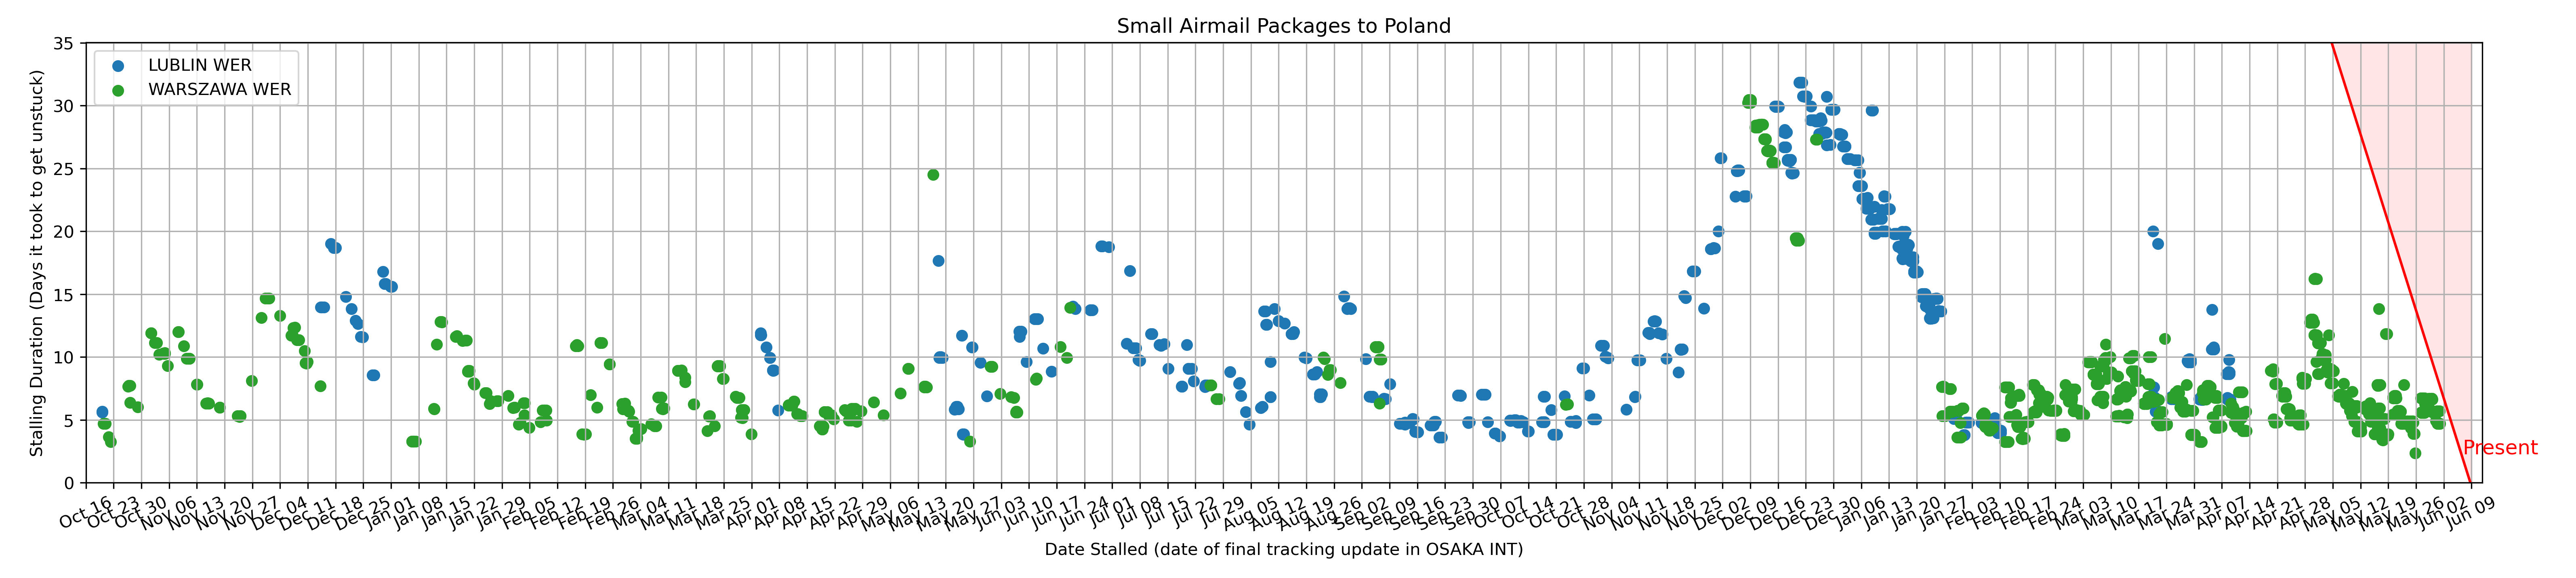 Small Airmail Packages to Poland
Stalling Duration (Days it took to get unstuck)
35
30
25
20
15
10
5
0
LUBLIN WER
WARSZAWA WER
Present
Oct 16
Oct 23
Oct 30
Nov 06
Nov 13
Nov 20
Nov 27
Dec 04
Dec 11
Dec 18
Dec 25
Jan 01
Jan 08
Jan 15
Jan 22
Jan 29
Feb 05
Feb 12
Feb 19
Feb 26
Mar 04
Mar 11
Mar 18
Mar 25
Apr 01
Apr 08
Apr 15
Apr 22
Apr 29
May 06
May 13
May 20
May 27
Jun 03
Jun 10
Jun 17
Jun 24
Jul 01
Jul 08
Jul 15
Jul 22
Jul 29
Aug 05
Aug 12
Aug 19
Aug 26
Sep 02
Sep 09
Sep 16
Sep 23
Sep 30
Oct 07
Oct 14
Oct 21
Oct 28
Nov 04
Nov 11
Nov 18
Nov 25
Dec 02
Dec 09
Dec 16
Dec 23
Dec 30
Jan 06
Jan 13
Jan 20
Jan 27
Feb 03
Feb 10
Feb 17
Feb 24
Mar 03
Mar 10
Mar 17
Mar 24
Mar 31
Apr 07
Apr 14
Apr 21
Apr 28
May 05
May 12
May 19
May 26
Jun 02
Jun 09
Date Stalled (date of final tracking update in OSAKA INT)